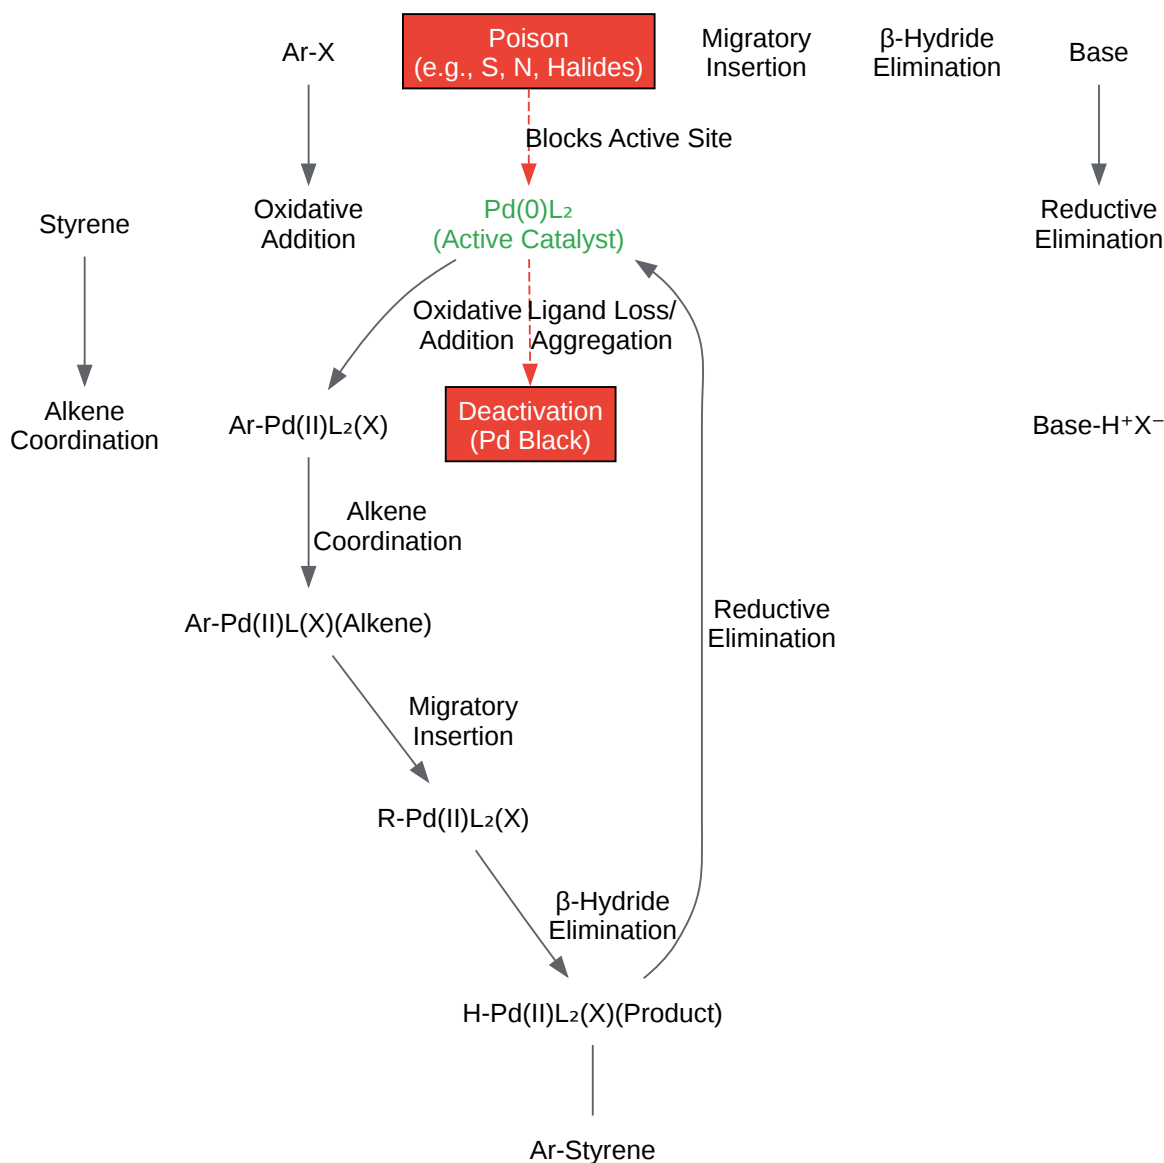 Ar-X
Poison
(e.g., S, N, Halides)
Migratory
Insertion
β-Hydride
Elimination
Base
Blocks Active Site
Styrene
Oxidative
Addition
Pd(0)L₂
(Active Catalyst)
Reductive
Elimination
Oxidative
Addition
Ligand Loss/
Aggregation
Alkene
Coordination
Ar-Pd(II)L₂(X)
Deactivation
(Pd Black)
Base-H⁺X⁻
Alkene
Coordination
Ar-Pd(II)L(X)(Alkene)
Reductive
Elimination
Migratory
Insertion
R-Pd(II)L₂(X)
β-Hydride
Elimination
H-Pd(II)L₂(X)(Product)
Ar-Styrene